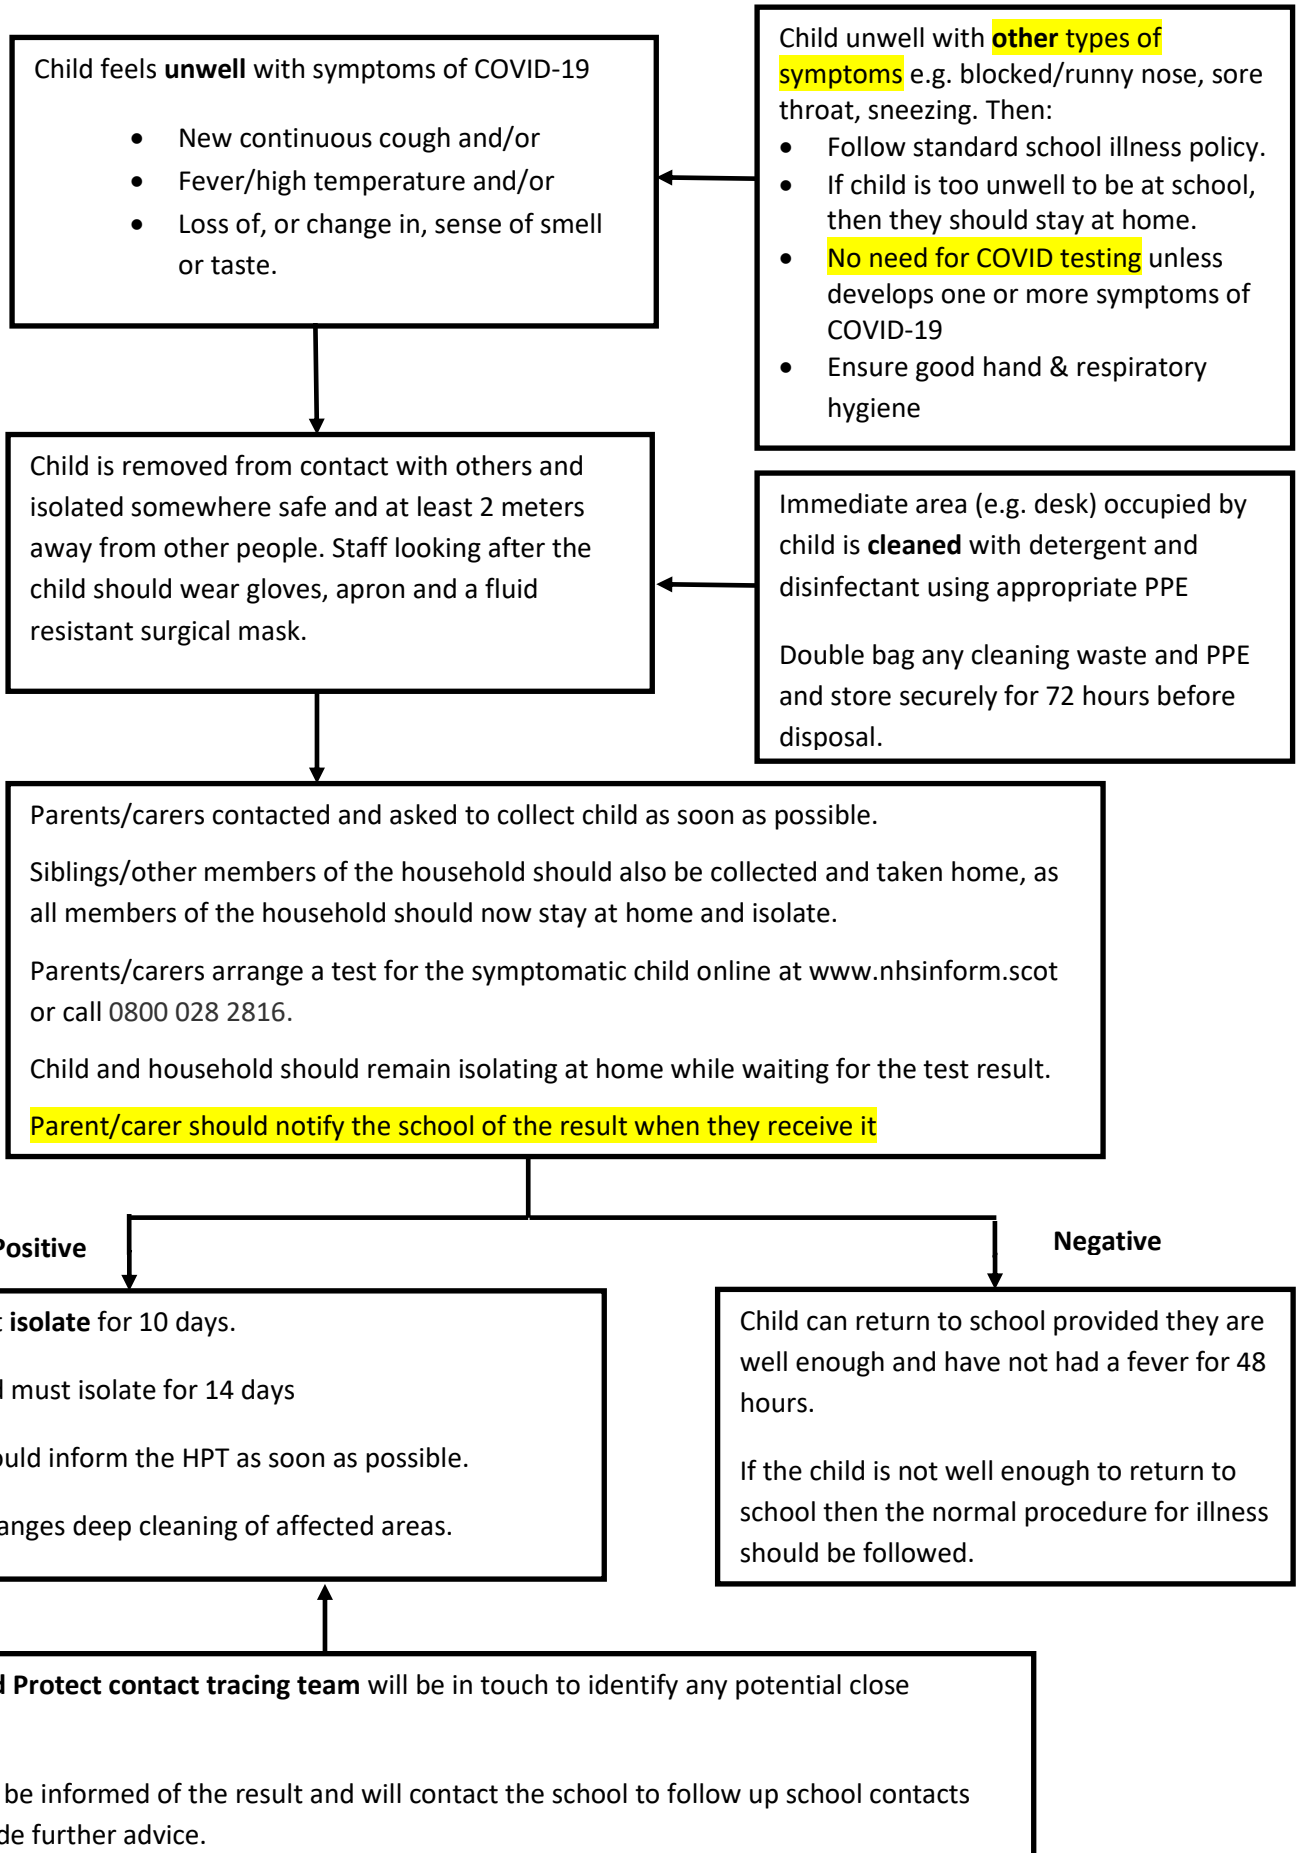 Child feels unwell with symptoms of COVID-19
• New continuous cough and/or
• Fever/high temperature and/or
• Loss of, or change in, sense of smell
or taste.
Child unwell with other types of
symptoms e.g. blocked/runny nose, sore
throat, sneezing. Then:
• Follow standard school illness policy.
• If child is too unwell to be at school,
then they should stay at home.
• No need for COVID testing unless
develops one or more symptoms of
COVID-19
• Ensure good hand & respiratory
hygiene
Child is removed from contact with others and
isolated somewhere safe and at least 2 meters
away from other people. Staff looking after the
child should wear gloves, apron and a fluid
resistant surgical mask.
Immediate area (e.g. desk) occupied by
child is cleaned with detergent and
disinfectant using appropriate PPE
Double bag any cleaning waste and PPE
and store securely for 72 hours before
disposal.
Parents/carers contacted and asked to collect child as soon as possible.
Siblings/other members of the household should also be collected and taken home, as
all members of the household should now stay at home and isolate.
Parents/carers arrange a test for the symptomatic child online at www.nhsinform.scot
or call 0800 028 2816.
Child and household should remain isolating at home while waiting for the test result.
Parent/carer should notify the school of the result when they receive it
Positive
Negative
isolate for 10 days.
must isolate for 14 days
inform the HPT as soon as possible.
deep cleaning of affected areas.
Child can return to school provided they are
well enough and have not had a fever for 48
hours.
If the child is not well enough to return to
school then the normal procedure for illness
should be followed.
Protect contact tracing team will be in touch to identify any potential close
be informed of the result and will contact the school to follow up school contacts
further advice.